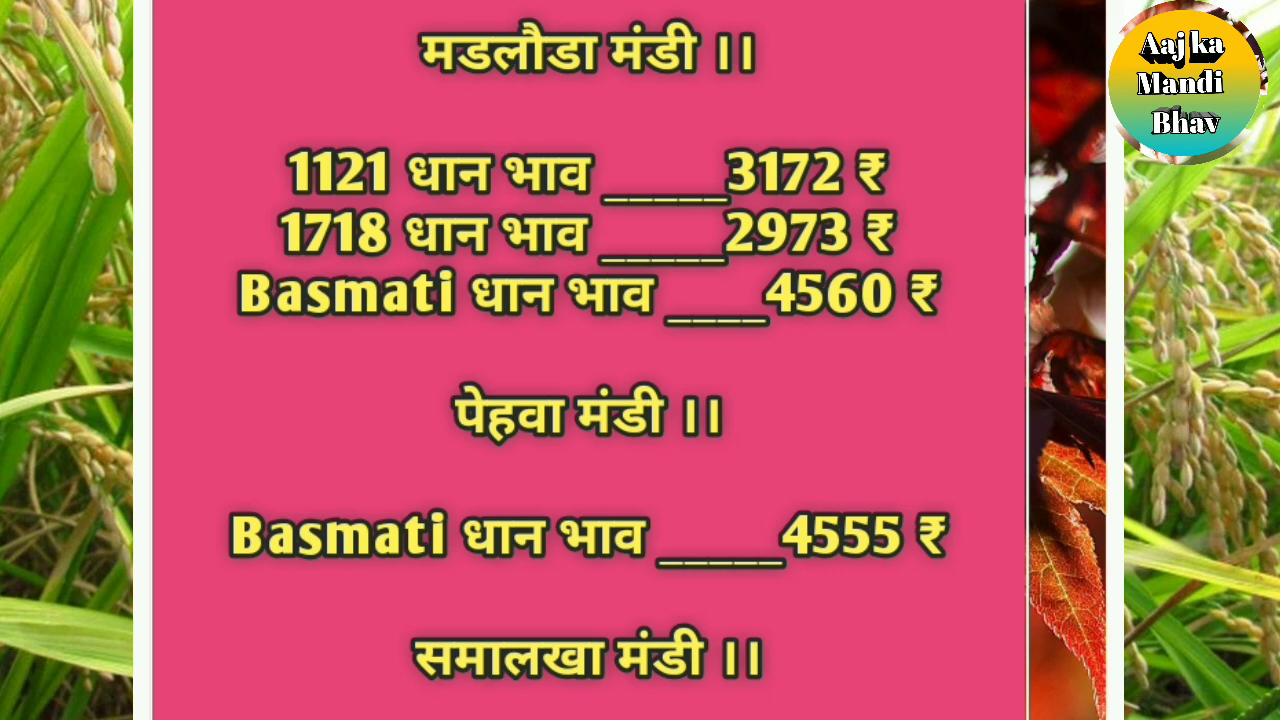 मडलौडा मंडी ।।
1121 धान भाव _____3172 ₹
1718 धान भाव _____2973 ₹
Basmati धान भाव ____4560 ₹
पेहवा मंडी ।।
Basmati धान भाव _____4555 ₹
समालखा मंडी ।।
Aaj ka
Mandi
Bhav